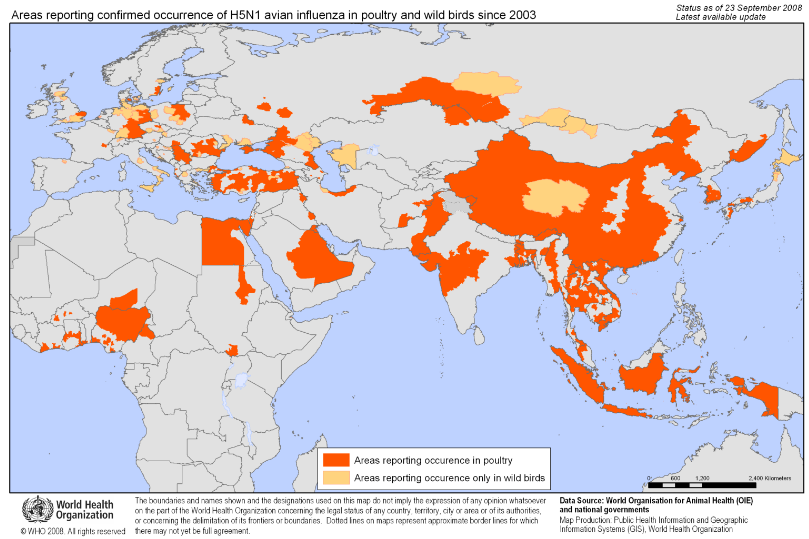 Areas reporting confirmed occurrence of H5N1 avian influenza in poultry and wild birds since 2003
Status as of 23 September 2008
Latest available update
Areas reporting occurence in poultry
Areas reporting occurence only in wild birds
0 600 1,200 2,400 Kilometers
World Health
Organization
© WHO 2008. All rights reserved
The boundaries and names shown and the designations used on this map do not imply the expression of any opinion whatsoever
on the part of the World Health Organization concerning the legal status of any country, territory, city or area or of its authorities,
or concerning the delimitation of its frontiers or boundaries. Dotted lines on maps represent approximate border lines for which
there may not yet be full agreement.
Data Source: World Organisation for Animal Health (OIE)
and national governments
Map Production: Public Health Information and Geographic
Information Systems (GIS), World Health Organization